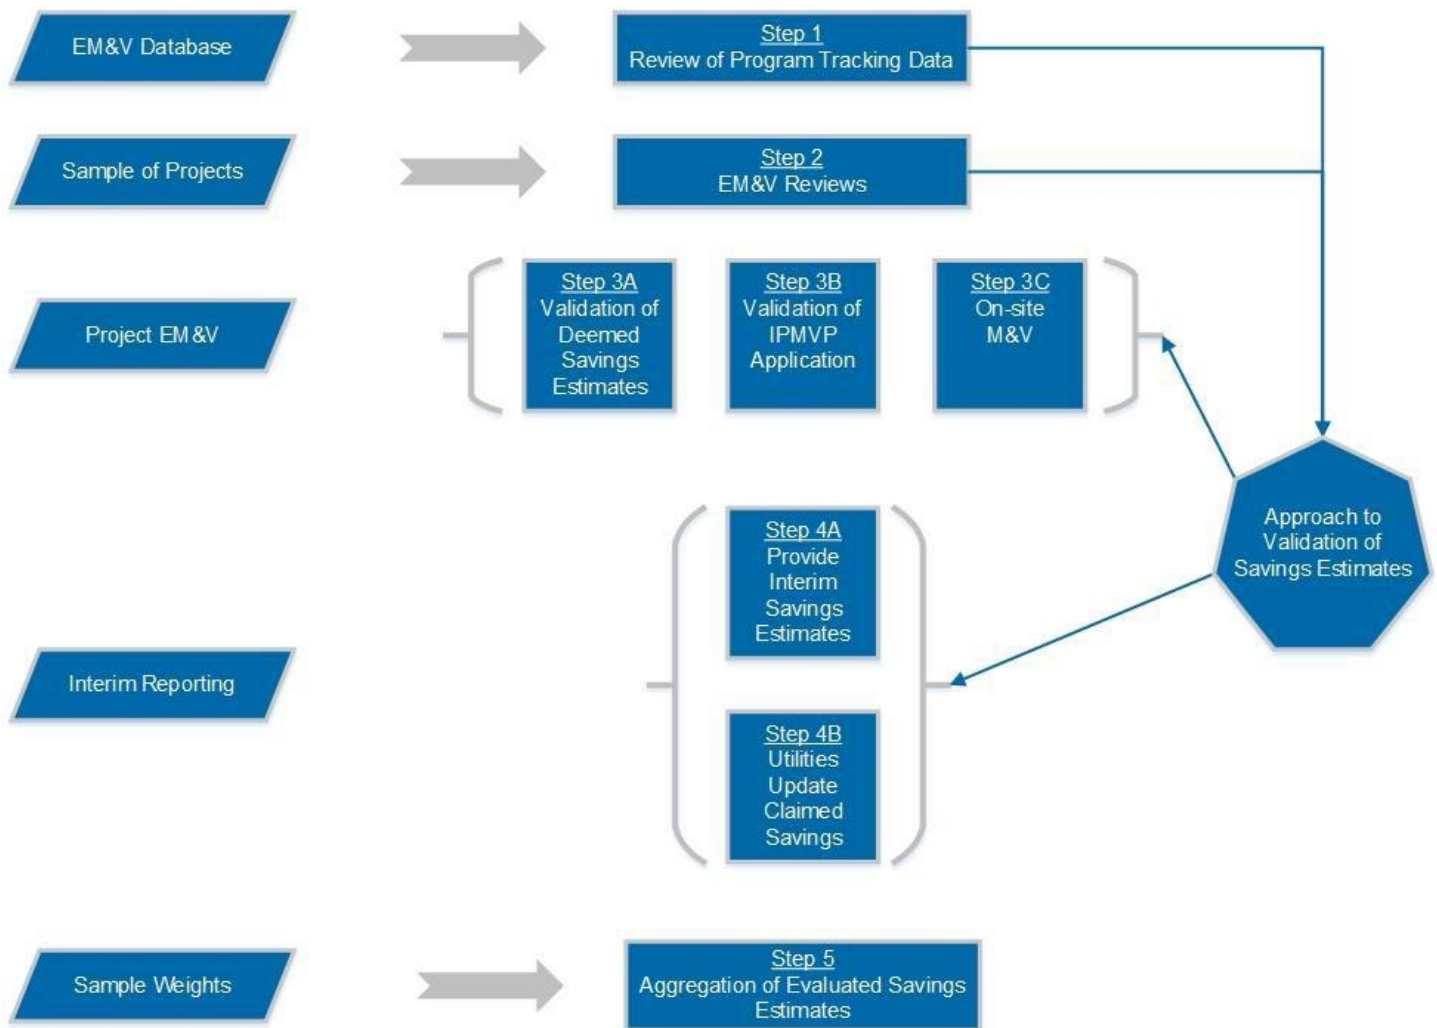 EM&V Database
Step 1
Review of Program Tracking Data
Sample of Projects
Step 2
EM&V Reviews
Project EM&V
Step 3A
Validation of
Deemed
Savings
Estimates
Step 3B
Validation of
IPMVP
Application
Step 3C
On-site
M&V
Approach to
Validation of
Savings Estimates
Interim Reporting
Step 4A
Provide
Interim
Savings
Estimates
Step 4B
Utilities
Update
Claimed
Savings
Sample Weights
Step 5
Aggregation of Evaluated Savings
Estimates